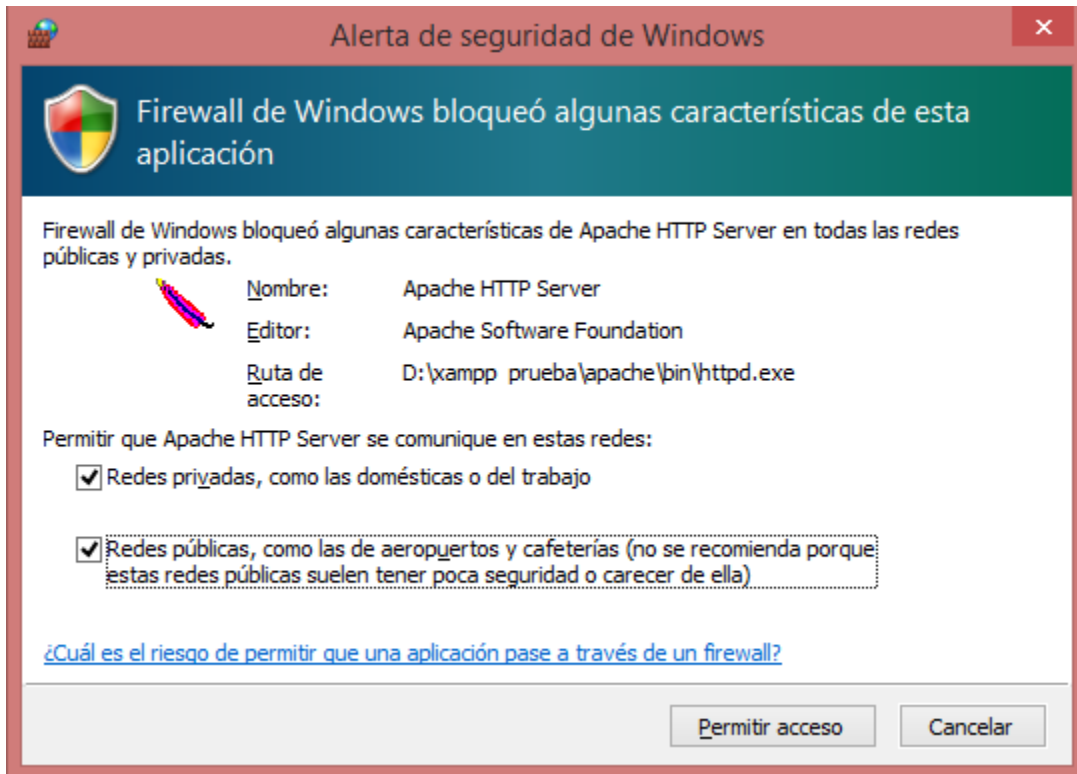 Alerta de seguridad de Windows
Firewall de Windows bloqueó algunas características de esta
aplicación
Firewall de Windows bloqueó algunas características de Apache HTTP Server en todas las redes
públicas y privadas.
Nombre: Apache HTTP Server
Editor: Apache Software Foundation
Ruta de D:\xampp prueba\apache\bin\httpd.exe
acceso:
Permitir que Apache HTTP Server se comunique en estas redes:
Redes privadas, como las domésticas o del trabajo
Redes públicas, como las de aeropuertos y cafeterías (no se recomienda porque
estas redes públicas suelen tener poca seguridad o carecer de ella)
¿Cuál es el riesgo de permitir que una aplicación pase a través de un firewall?
Permitir acceso Cancelar